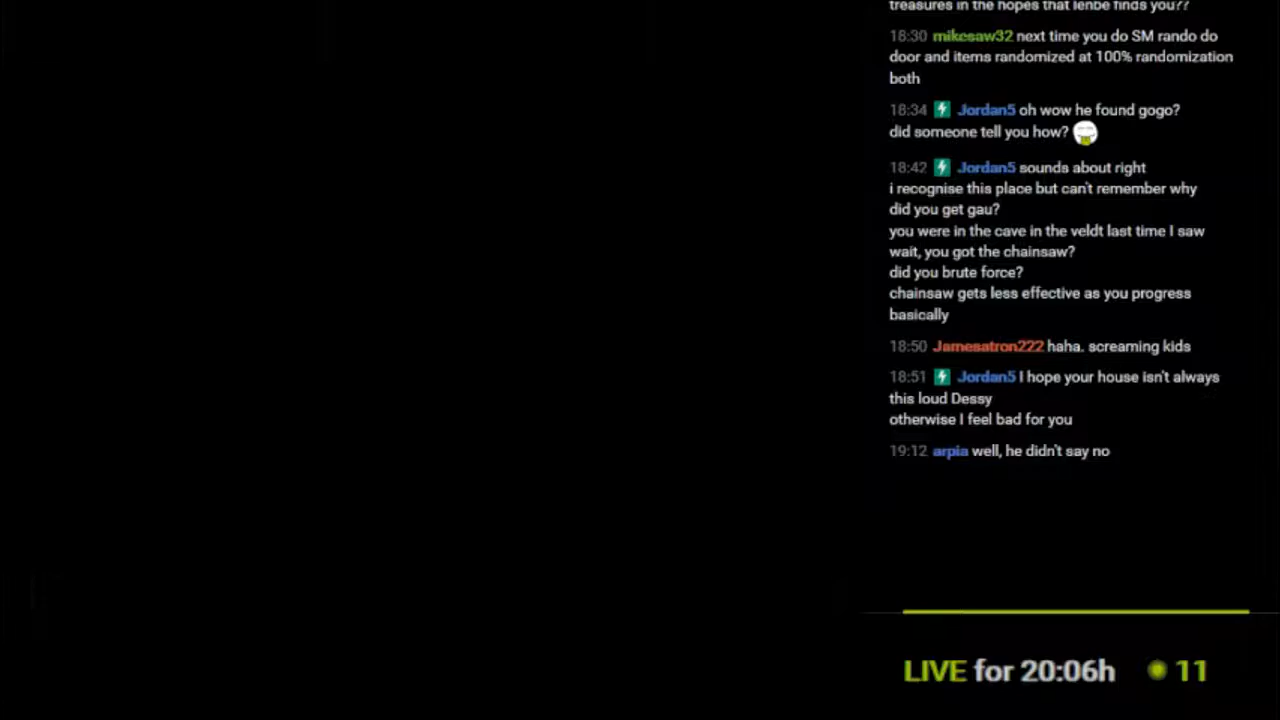 treasures in the hopes that lenbe finds you??
18:30 mikesaw32 next time you do SM rando do
door and items randomized at 100% randomization
both
18:34 Jordan5 oh wow he found gogo?
did someone tell you how?
18:42 Jordan5 sounds about right
i recognise this place but can't remember why
did you get gau?
you were in the cave in the veldt last time I saw
wait, you got the chainsaw?
did you brute force?
chainsaw gets less effective as you progress
basically
18:50 Jamesatron222 haha. screaming kids
18:51 Jordan5 I hope your house isn't always
this loud Dessy
otherwise I feel bad for you
19:12 arpia well, he didn't say no
LIVE for 20:06h 11